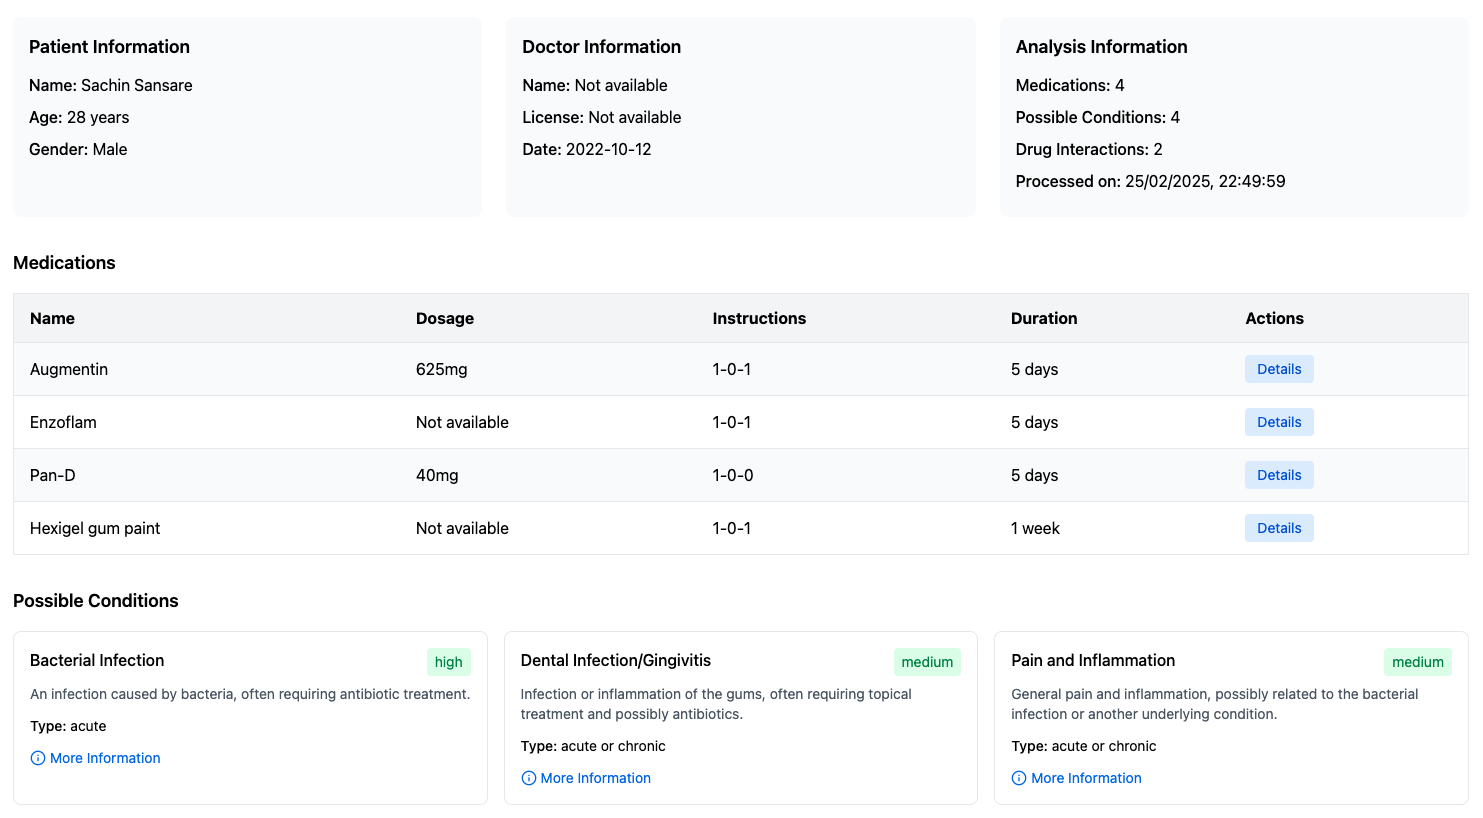 Patient Information
Name: Sachin Sansare
Age: 28 years
Gender: Male
Doctor Information
Name: Not available
License: Not available
Date: 2022-10-12
Analysis Information
Medications: 4
Possible Conditions: 4
Drug Interactions: 2
Processed on: 25/02/2025, 22:49:59
Medications
Name Dosage Instructions Duration Actions
Augmentin 625mg 1-0-1 5 days Details
Enzoflam Not available 1-0-1 5 days Details
Pan-D 40mg 1-0-0 5 days Details
Hexigel gum paint Not available 1-0-1 1 week Details
Possible Conditions
Bacterial Infection high
An infection caused by bacteria, often requiring antibiotic treatment.
Type: acute
More Information
Dental Infection/Gingivitis medium
Infection or inflammation of the gums, often requiring topical
treatment and possibly antibiotics.
Type: acute or chronic
More Information
Pain and Inflammation medium
General pain and inflammation, possibly related to the bacterial
infection or another underlying condition.
Type: acute or chronic
More Information